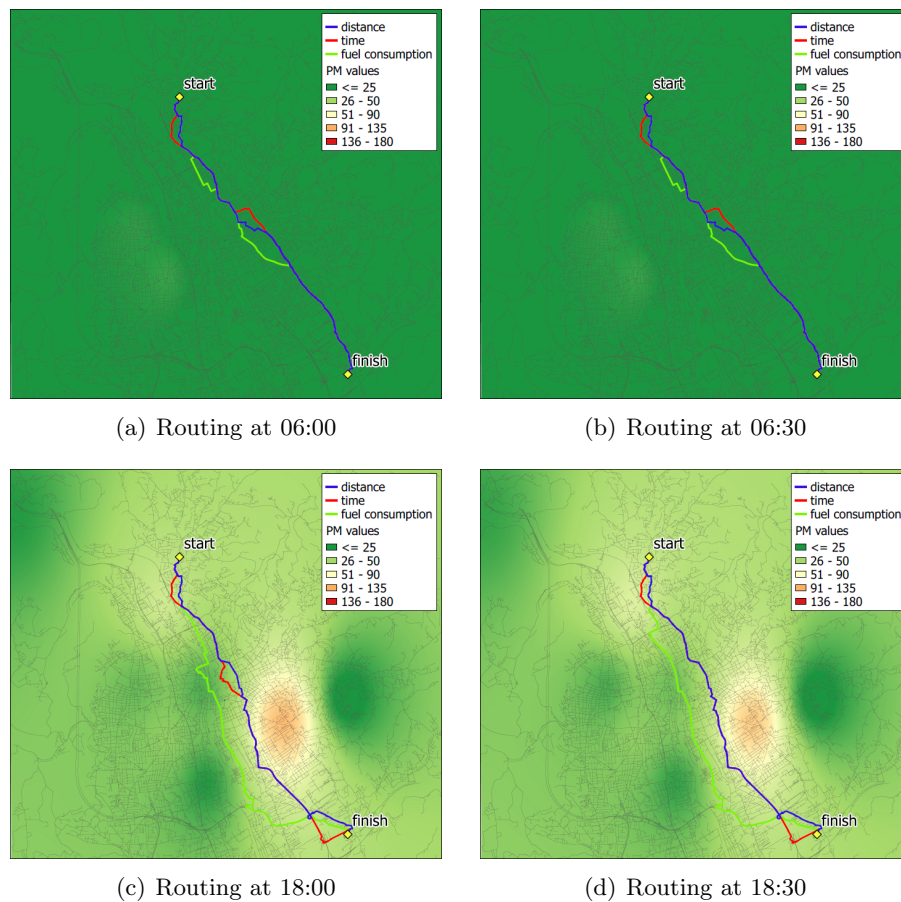 distance
time
fuel consumption
PM values
<= 25
26 - 50
51 - 90
91 - 135
136 - 180
start
finish
(a) Routing at 06:00
distance
time
fuel consumption
PM values
<= 25
26 - 50
51 - 90
91 - 135
136 - 180
start
finish
(b) Routing at 06:30
distance
time
fuel consumption
PM values
<= 25
26 - 50
51 - 90
91 - 135
136 - 180
start
finish
(c) Routing at 18:00
distance
time
fuel consumption
PM values
<= 25
26 - 50
51 - 90
91 - 135
136 - 180
start
finish
(d) Routing at 18:30